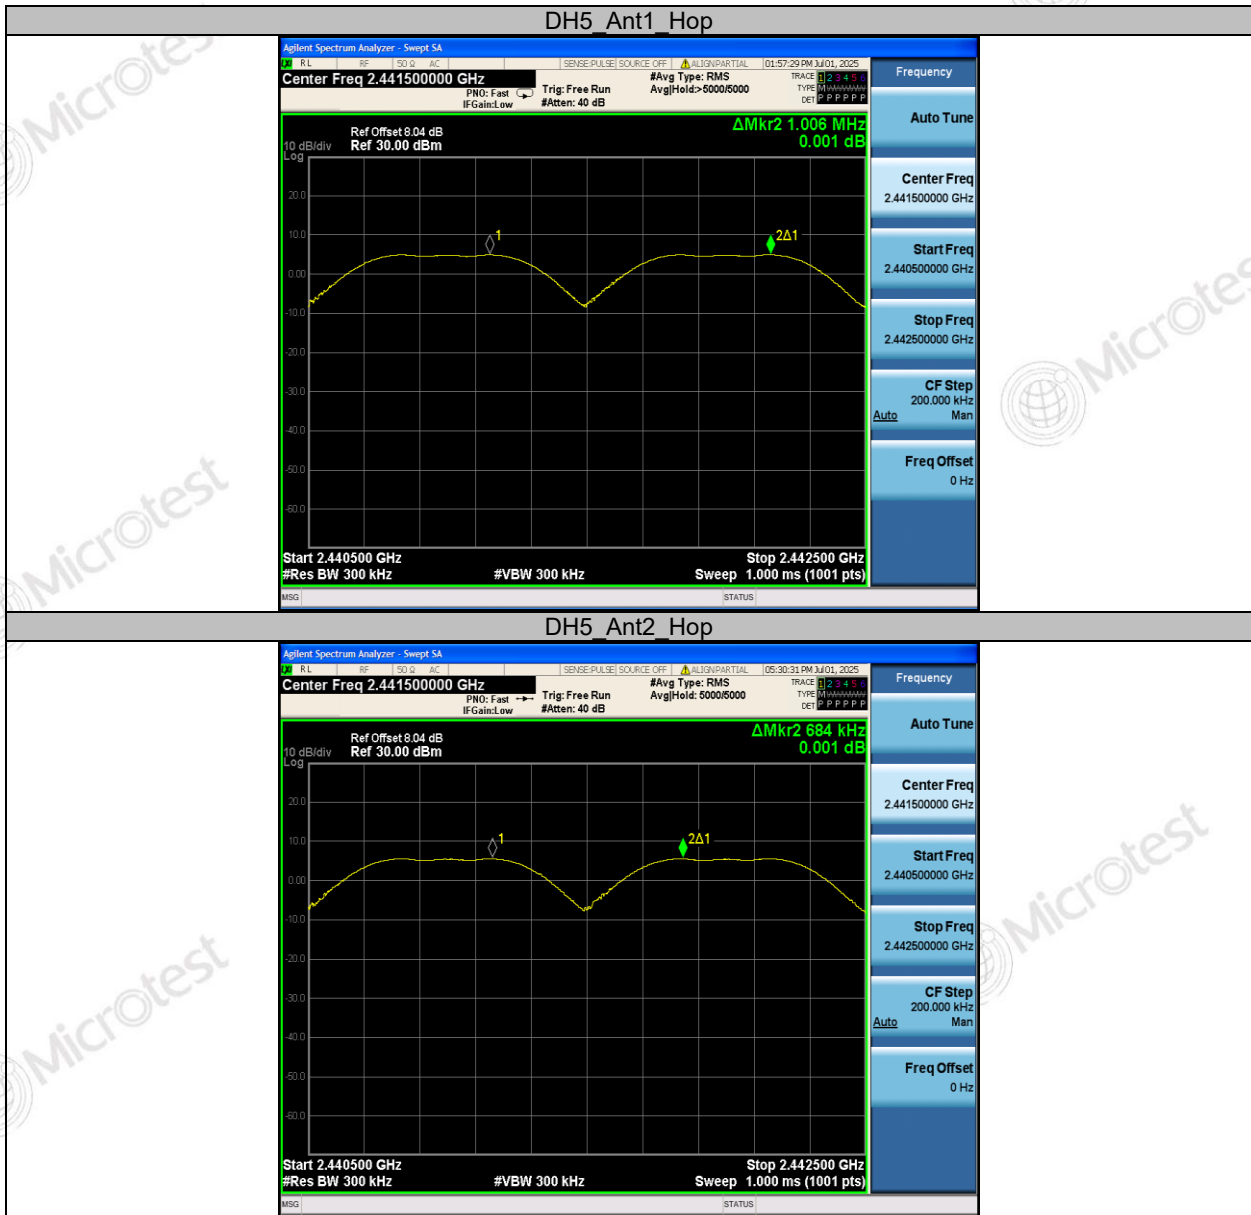 DH5_Ant1_Hop
Agilent Spectrum Analyzer - Swept SA
RL RF 50 Ω AC SENSE:PULSE SOURCE OFF ALIGN PARTIAL 01:57:29 PM Jul 01, 2025
Center Freq 2.441500000 GHz
PNO: Fast
IFGain:Low
Trig: Free Run
#Atten: 40 dB
#Avg Type: RMS
Avg|Hold:>5000/5000
TRACE 1 2 3 4 5 6
TYPE M
DET P P P P P P
ΔMkr2 1.006 MHz
0.001 dB
Ref Offset 8.04 dB
10 dB/div Ref 30.00 dBm
Log
20.0
10.0
0.00
-10.0
-20.0
-30.0
-40.0
-50.0
-60.0
1
2Δ1
Start 2.440500 GHz Stop 2.442500 GHz
#Res BW 300 kHz #VBW 300 kHz Sweep 1.000 ms (1001 pts)
MSG STATUS
Frequency
Auto Tune
Center Freq
2.441500000 GHz
Start Freq
2.440500000 GHz
Stop Freq
2.442500000 GHz
CF Step
200.000 kHz
Auto Man
Freq Offset
0 Hz
DH5_Ant2_Hop
Agilent Spectrum Analyzer - Swept SA
RL RF 50 Ω AC SENSE:PULSE SOURCE OFF ALIGN PARTIAL 05:30:31 PM Jul 01, 2025
Center Freq 2.441500000 GHz
PNO: Fast
IFGain:Low
Trig: Free Run
#Atten: 40 dB
#Avg Type: RMS
Avg|Hold: 5000/5000
TRACE 1 2 3 4 5 6
TYPE M
DET P P P P P P
ΔMkr2 684 kHz
0.001 dB
Ref Offset 8.04 dB
10 dB/div Ref 30.00 dBm
Log
20.0
10.0
0.00
-10.0
-20.0
-30.0
-40.0
-50.0
-60.0
1
2Δ1
Start 2.440500 GHz Stop 2.442500 GHz
#Res BW 300 kHz #VBW 300 kHz Sweep 1.000 ms (1001 pts)
MSG STATUS
Frequency
Auto Tune
Center Freq
2.441500000 GHz
Start Freq
2.440500000 GHz
Stop Freq
2.442500000 GHz
CF Step
200.000 kHz
Auto Man
Freq Offset
0 Hz
Microtest
Microtest
Microtest
Microtest
Microtest